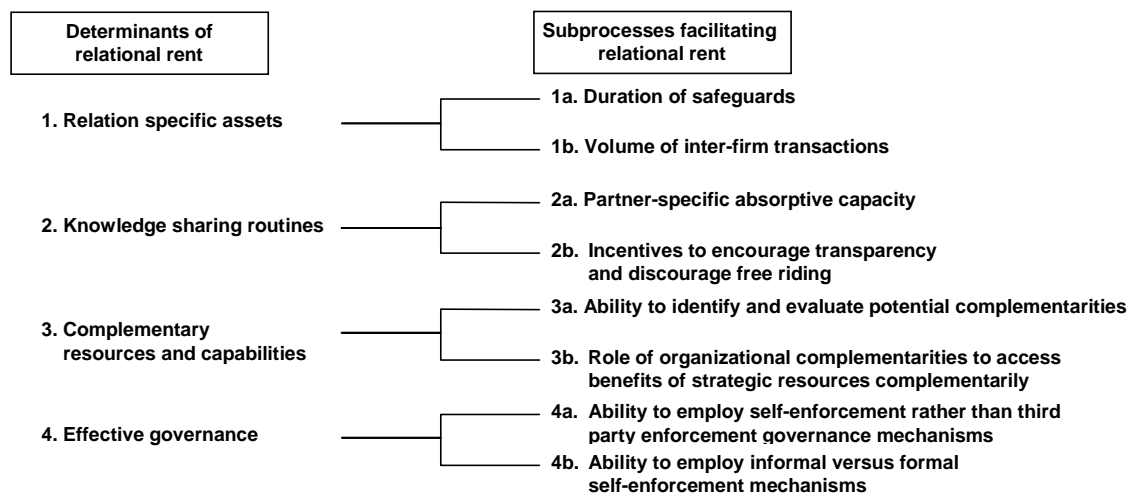 Determinants of
relational rent
Subprocesses facilitating
relational rent
1. Relation specific assets
1a. Duration of safeguards
1b. Volume of inter-firm transactions
2. Knowledge sharing routines
2a. Partner-specific absorptive capacity
2b. Incentives to encourage transparency
and discourage free riding
3. Complementary
resources and capabilities
3a. Ability to identify and evaluate potential complementarities
3b. Role of organizational complementarities to access
benefits of strategic resources complementarily
4. Effective governance
4a. Ability to employ self-enforcement rather than third
party enforcement governance mechanisms
4b. Ability to employ informal versus formal
self-enforcement mechanisms